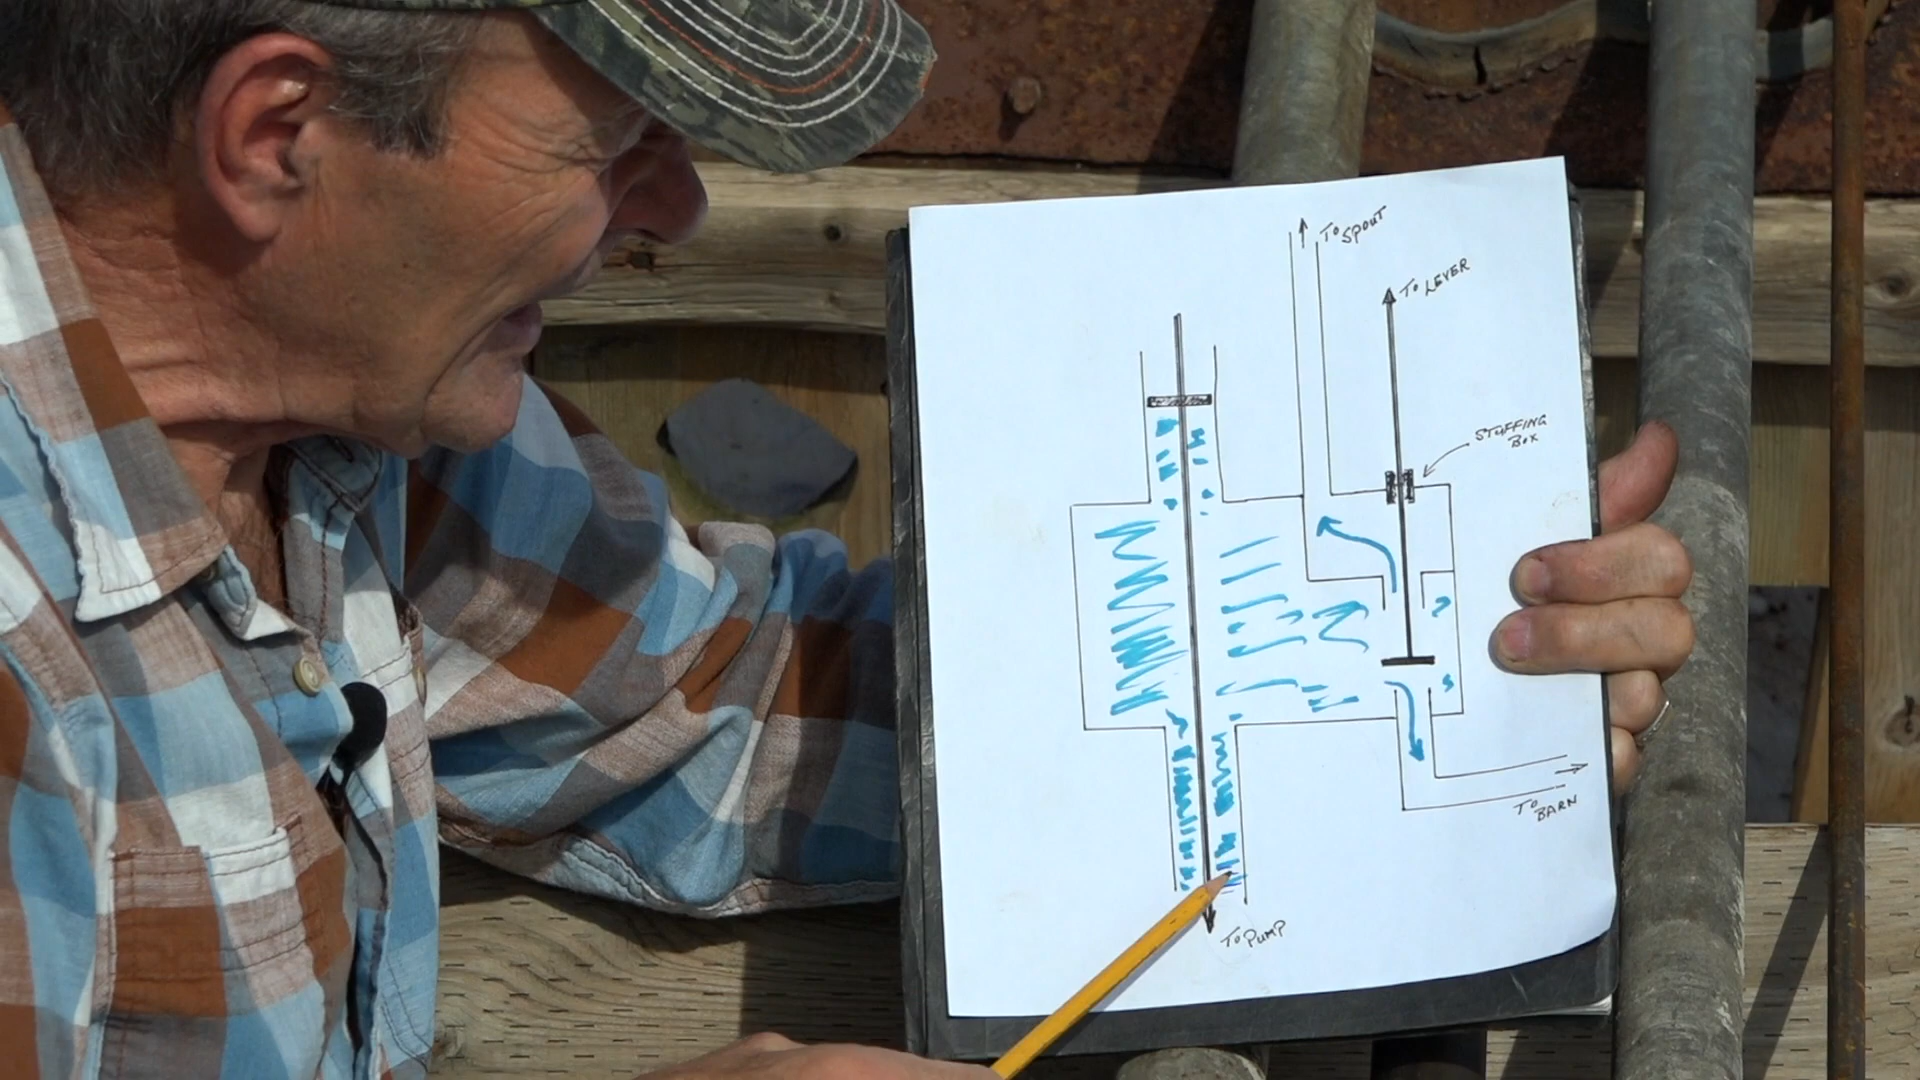 TO SPOUT
TO LEVER
STUFFING
BOX
TO BARN
TO PUMP